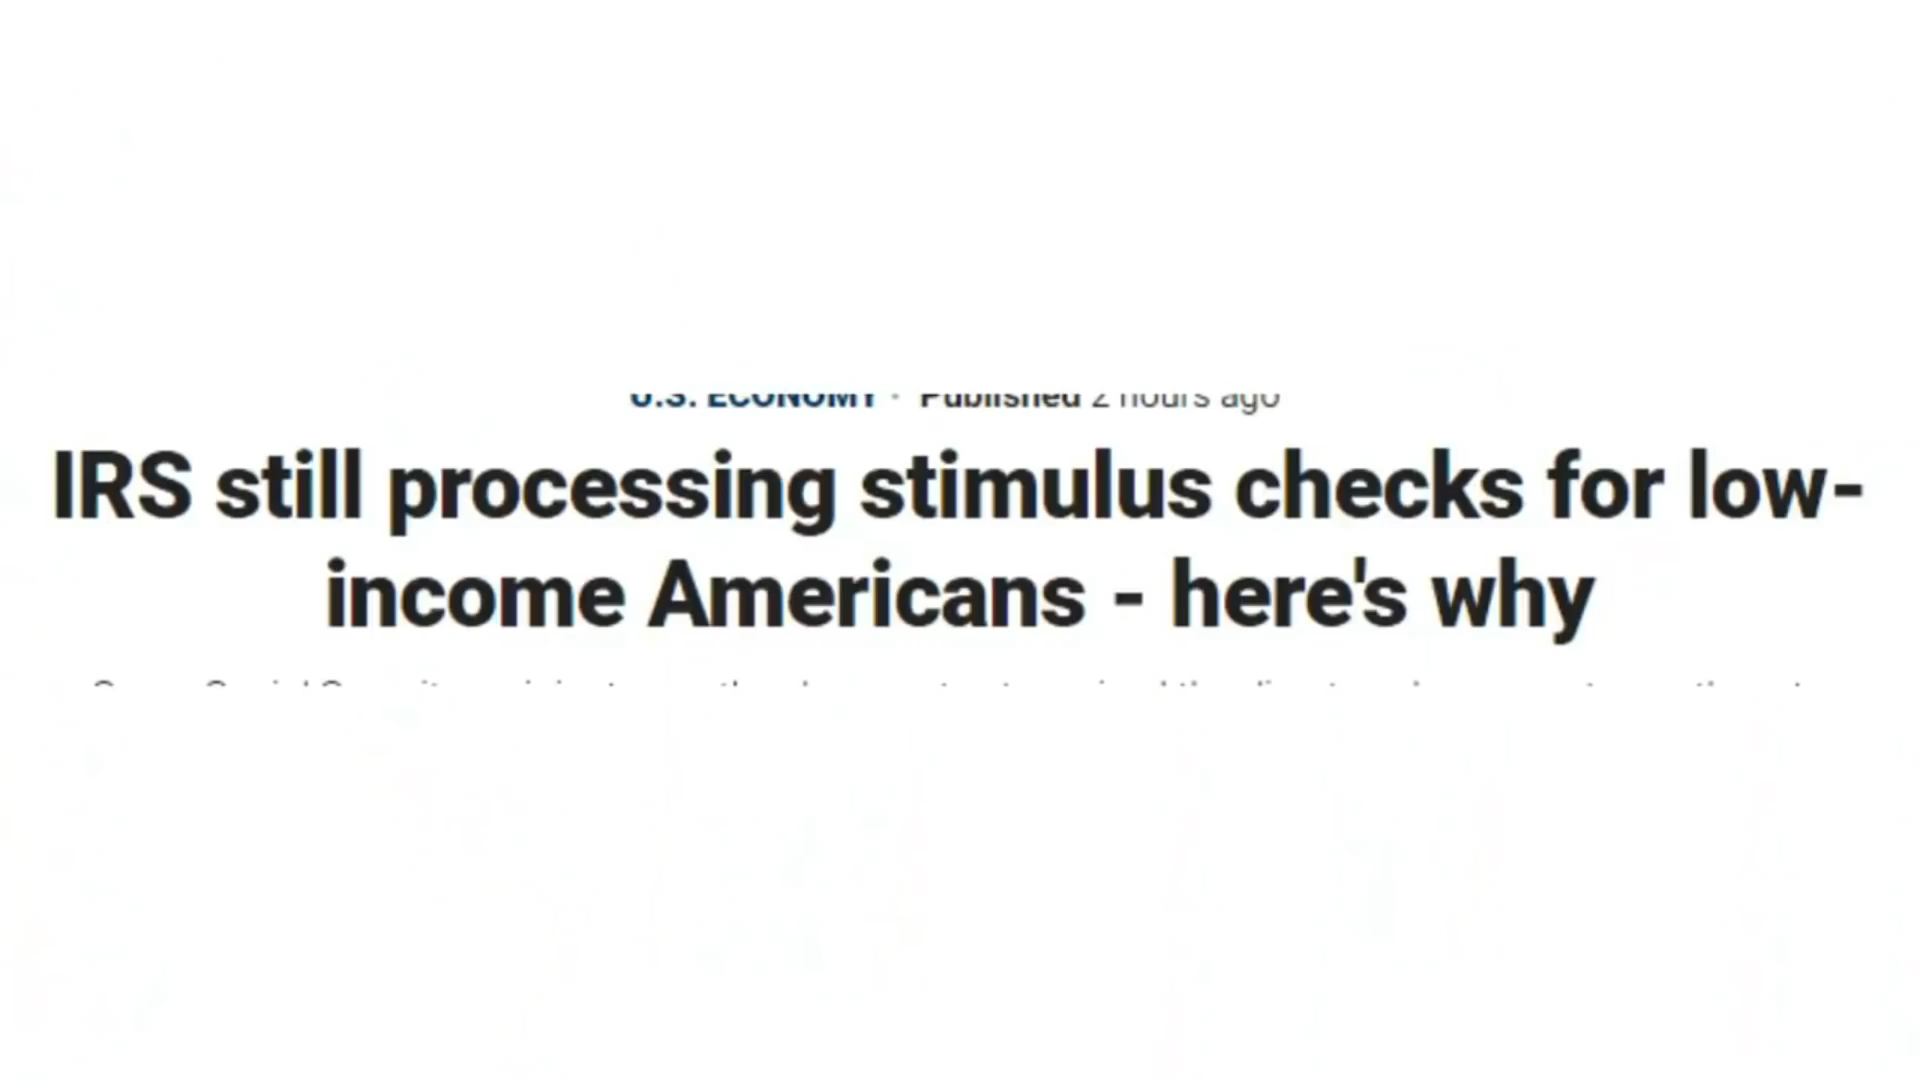 U.S. ECONOMY · Published 2 hours ago
IRS still processing stimulus checks for low-
income Americans - here's why